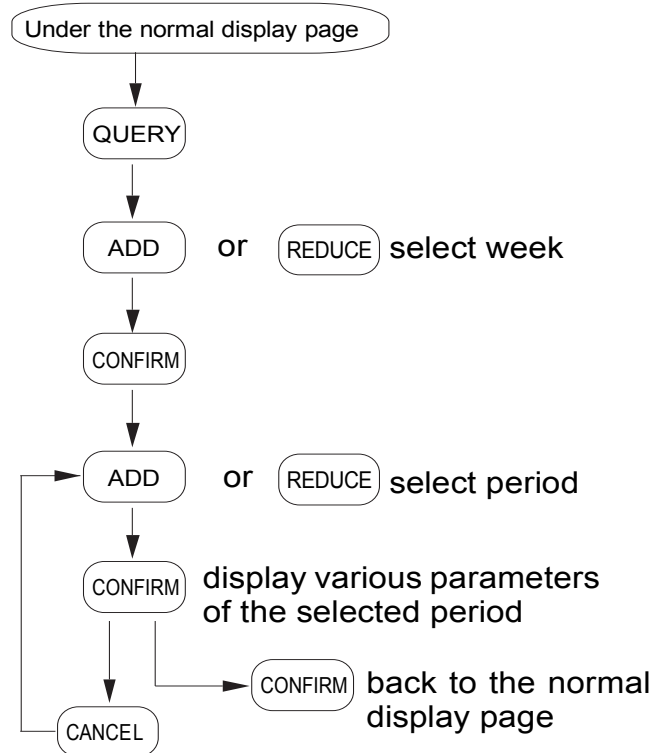 Under the normal display page
QUERY
ADD or REDUCE select week
CONFIRM
ADD or REDUCE select period
CONFIRM display various parameters
of the selected period
CONFIRM back to the normal
display page
CANCEL